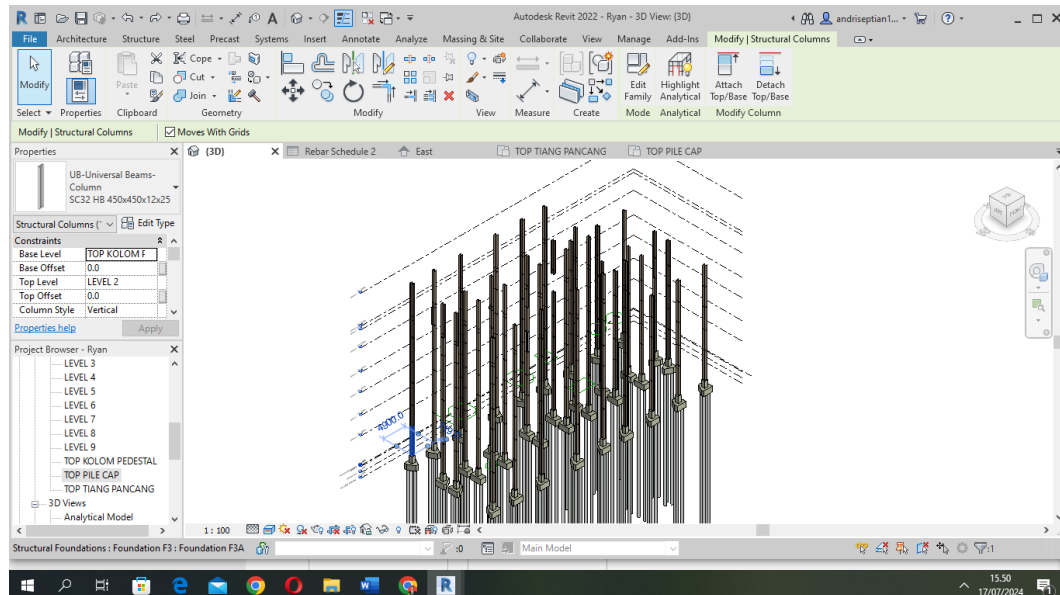 Autodesk Revit 2022 - Ryan - 3D View: {3D}
andriseptian1...
File Architecture Structure Steel Precast Systems Insert Annotate Analyze Massing & Site Collaborate View Manage Add-Ins Modify | Structural Columns
Modify
Paste
Cope
Cut
Join
Edit Family
Highlight Analytical
Attach Top/Base
Detach Top/Base
Select Properties Clipboard Geometry Modify View Measure Create Mode Analytical Modify Column
Modify | Structural Columns Moves With Grids
Properties
{3D} Rebar Schedule 2 East TOP TIANG PANCANG TOP PILE CAP
UB-Universal Beams-
Column
SC32 HB 450x450x12x25
Structural Columns (' Edit Type
Constraints
Base Level TOP KOLOM F
Base Offset 0.0
Top Level LEVEL 2
Top Offset 0.0
Column Style Vertical
Properties help Apply
Project Browser - Ryan
LEVEL 3
LEVEL 4
LEVEL 5
LEVEL 6
LEVEL 7
LEVEL 8
LEVEL 9
TOP KOLOM PEDESTAL
TOP PILE CAP
TOP TIANG PANCANG
3D Views
Analytical Model
4900.0
1 : 100
Structural Foundations : Foundation F3 : Foundation F3A
:0
Main Model
:1
15.50
17/07/2024